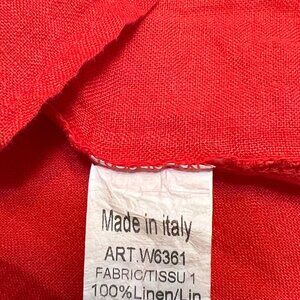 Made in italy
ART.W6361
FABRIC/TISSU 1
100%Linen/Lin